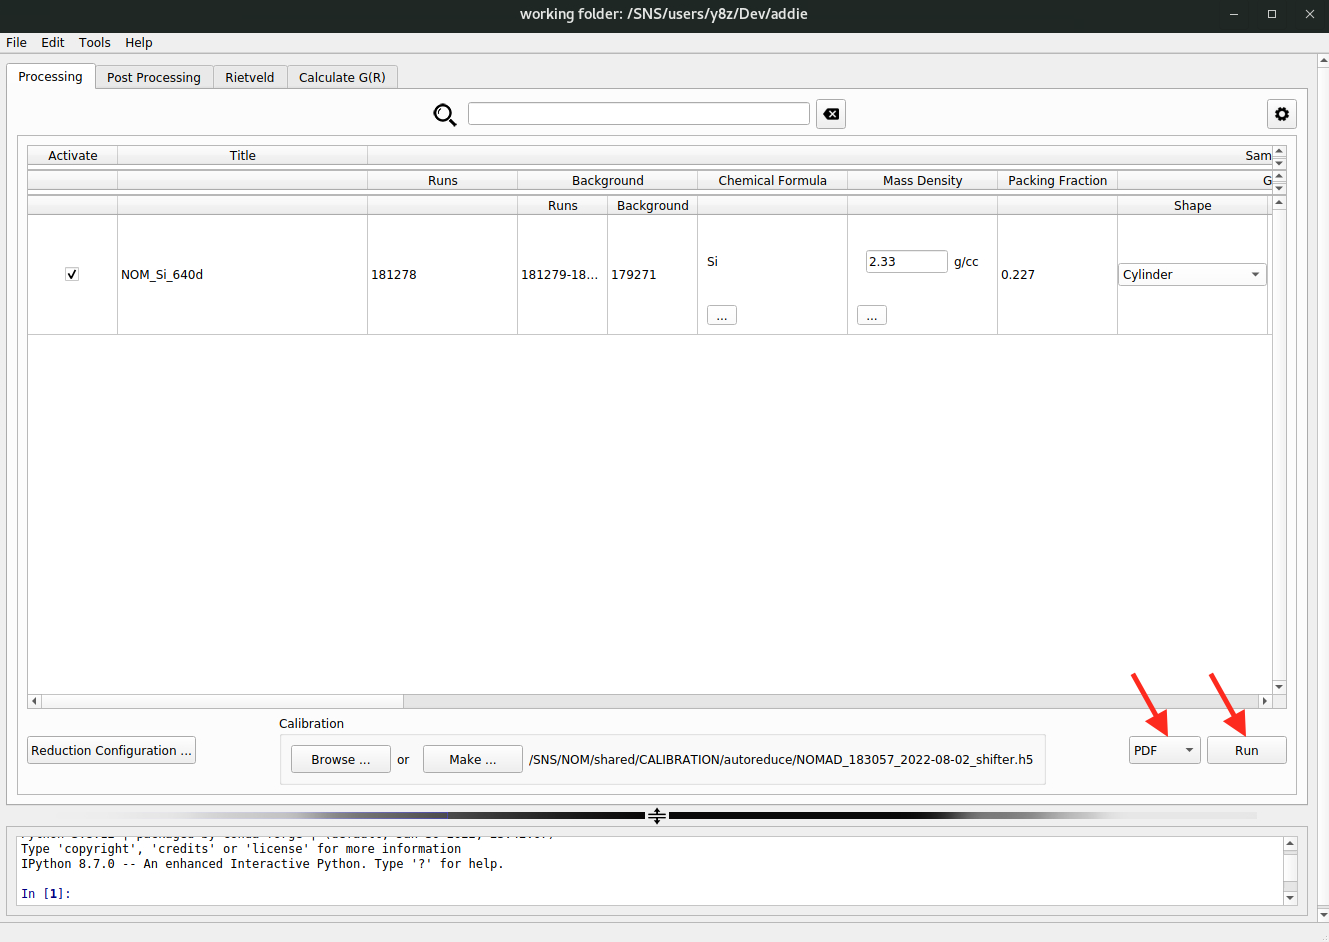 working folder: /SNS/users/y8z/Dev/addie
File Edit Tools Help
Processing Post Processing Rietveld Calculate G(R)
Activate Title Sam
Runs Background Chemical Formula Mass Density Packing Fraction G
Runs Background Shape
NOM_Si_640d 181278 181279-18... 179271 Si 2.33 g/cc 0.227 Cylinder
... ...
Calibration
Reduction Configuration ... Browse ... or Make ... /SNS/NOM/shared/CALIBRATION/autoreduce/NOMAD_183057_2022-08-02_shifter.h5 PDF Run
Type 'copyright', 'credits' or 'license' for more information
IPython 8.7.0 -- An enhanced Interactive Python. Type '?' for help.
In [1]: